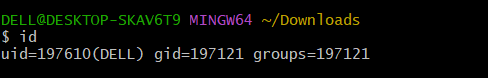 DELL@DESKTOP-SKAV6T9 MINGW64 ~/Downloads
$ id
uid=197610(DELL) gid=197121 groups=197121